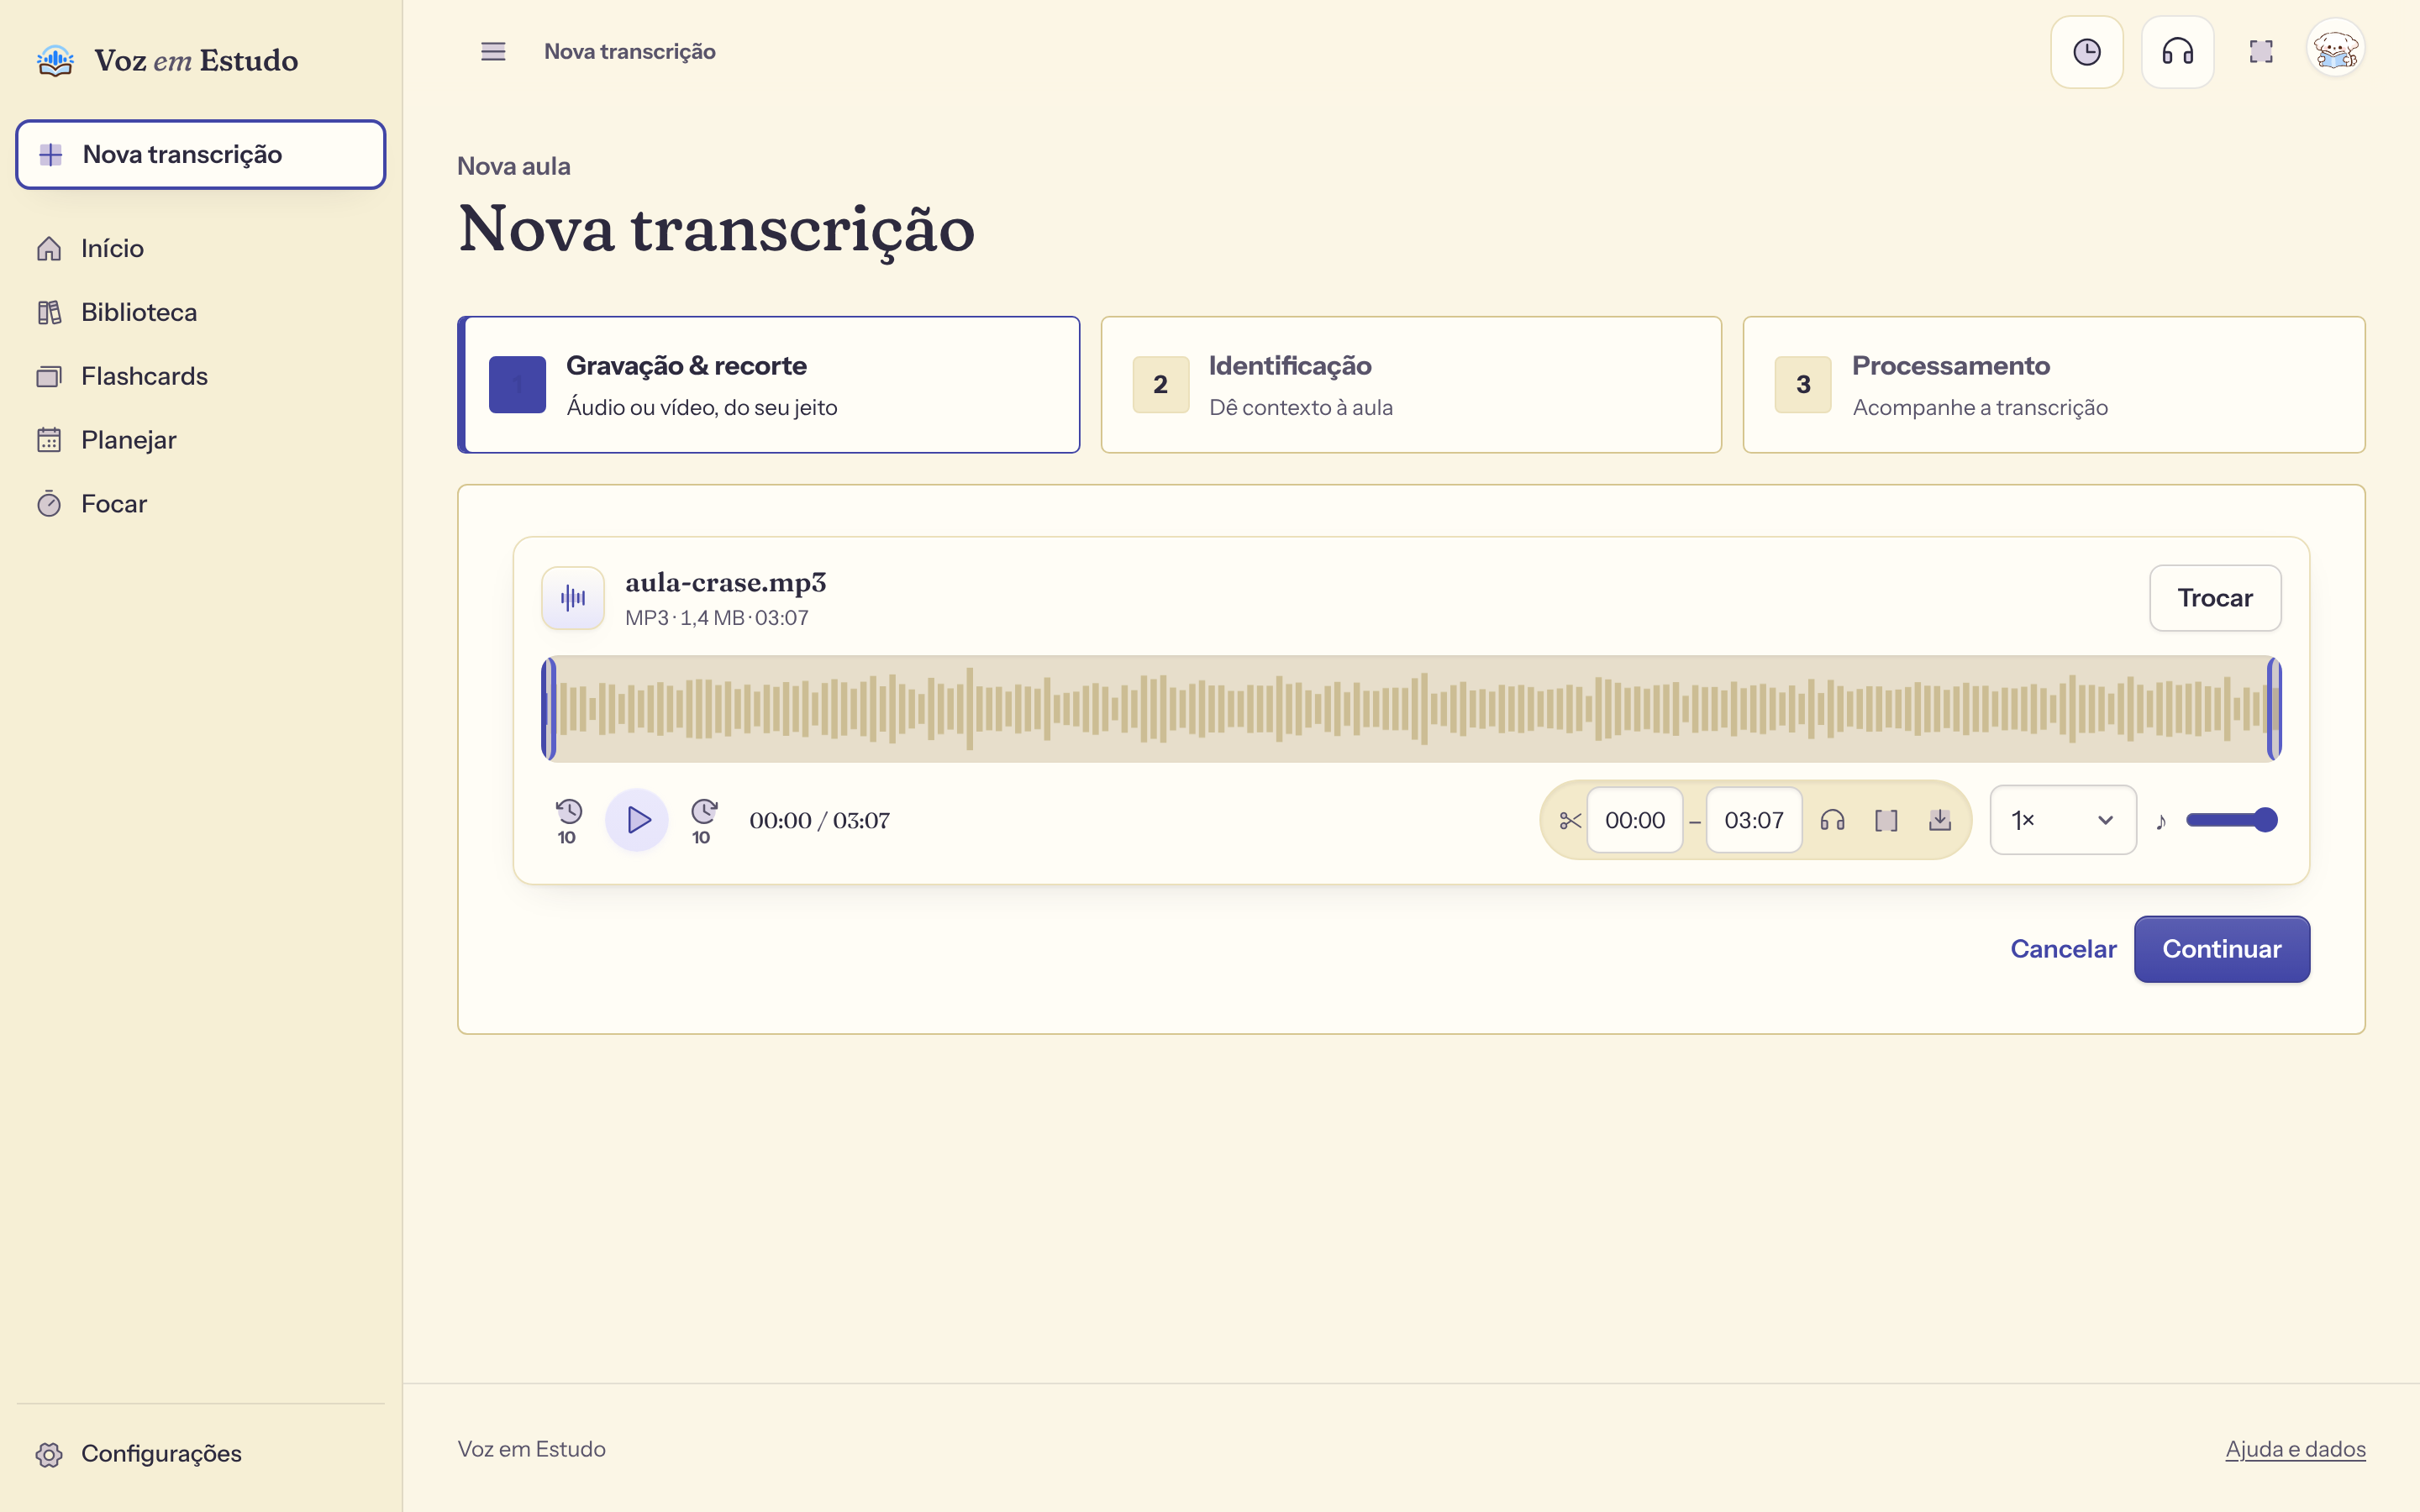 Voz em Estudo
Nova transcrição
Início
Biblioteca
Flashcards
Planejar
Focar
Configurações
Nova transcrição
Nova aula
Nova transcrição
1
Gravação & recorte
Áudio ou vídeo, do seu jeito
2
Identificação
Dê contexto à aula
3
Processamento
Acompanhe a transcrição
aula-crase.mp3
MP3 · 1,4 MB · 03:07
Trocar
10
10
00:00 / 03:07
00:00 – 03:07
1×
♪
Cancelar
Continuar
Voz em Estudo
Ajuda e dados